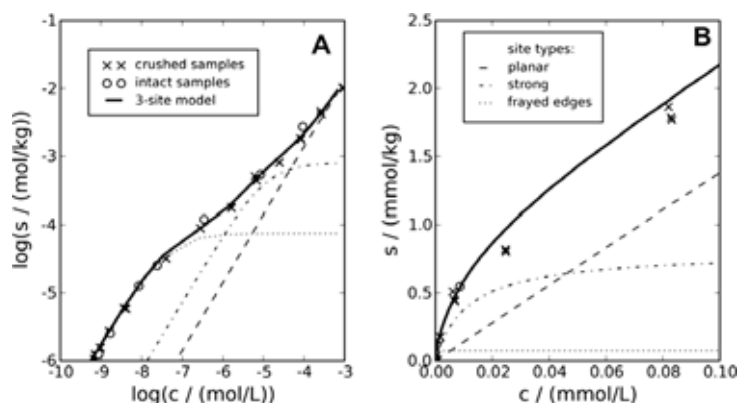 A
crushed samples
intact samples
3-site model
log(s / (mol/kg))
-1
-2
-3
-4
-5
-6
-10 -9 -8 -7 -6 -5 -4 -3
log(c / (mol/L))
B
site types:
planar
strong
frayed edges
s / (mmol/kg)
2.5
2.0
1.5
1.0
0.5
0.0
0.00 0.02 0.04 0.06 0.08 0.10
c / (mmol/L)